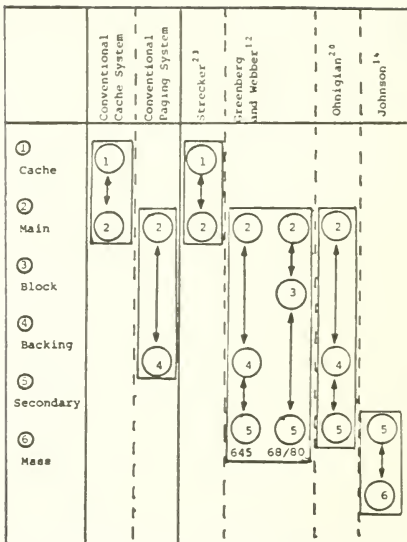 Conventional
Cache System
Conventional
Paging System
Strecker23
Greenberg
and Webber12
Ohnigian20
Johnson14
1
Cache
2
Main
3
Block
4
Backing
5
Secondary
6
Mass
1
2
2
4
1
2
2
4
5
645
2
3
5
68/80
2
4
5
5
6